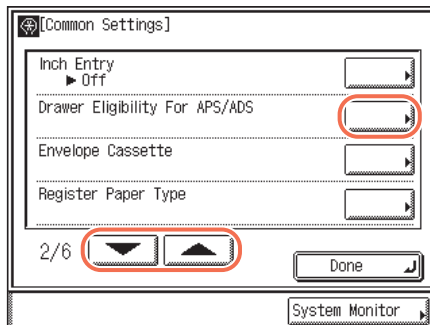 [Common Settings]
Inch Entry
▶ Off
Drawer Eligibility For APS/ADS
Envelope Cassette
Register Paper Type
2/6
Done
System Monitor